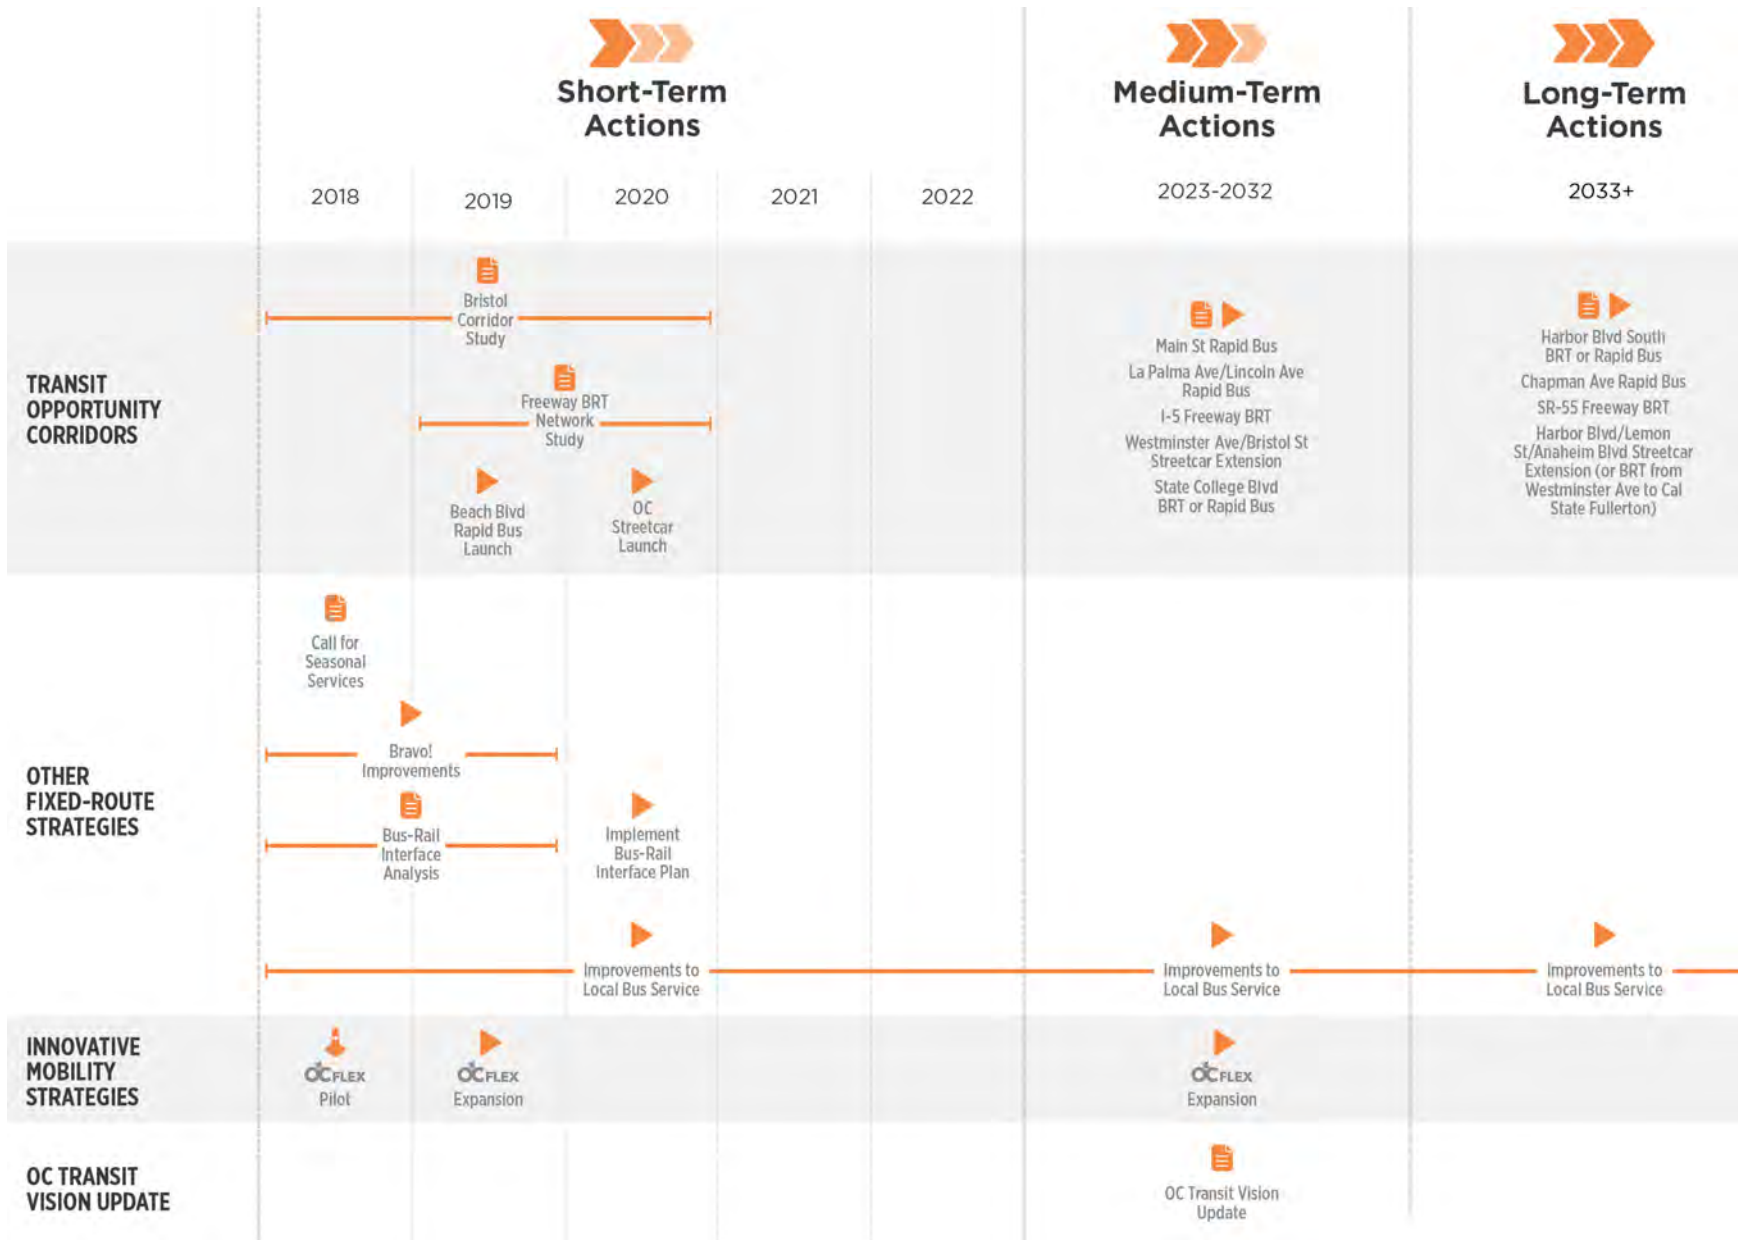 Short-Term
Actions
Medium-Term
Actions
Long-Term
Actions
2018
2019
2020
2021
2022
2023-2032
2033+
TRANSIT
OPPORTUNITY
CORRIDORS
Bristol
Corridor
Study
Freeway BRT
Network
Study
Beach Blvd
Rapid Bus
Launch
OC
Streetcar
Launch
Main St Rapid Bus
La Palma Ave/Lincoln Ave
Rapid Bus
I-5 Freeway BRT
Westminster Ave/Bristol St
Streetcar Extension
State College Blvd
BRT or Rapid Bus
Harbor Blvd South
BRT or Rapid Bus
Chapman Ave Rapid Bus
SR-55 Freeway BRT
Harbor Blvd/Lemon
St/Anaheim Blvd Streetcar
Extension (or BRT from
Westminster Ave to Cal
State Fullerton)
OTHER
FIXED-ROUTE
STRATEGIES
Call for
Seasonal
Services
Bravo!
Improvements
Bus-Rail
Interface
Analysis
Implement
Bus-Rail
Interface Plan
Improvements to
Local Bus Service
Improvements to
Local Bus Service
Improvements to
Local Bus Service
INNOVATIVE
MOBILITY
STRATEGIES
OC FLEX
Pilot
OC FLEX
Expansion
OC FLEX
Expansion
OC TRANSIT
VISION UPDATE
OC Transit Vision
Update